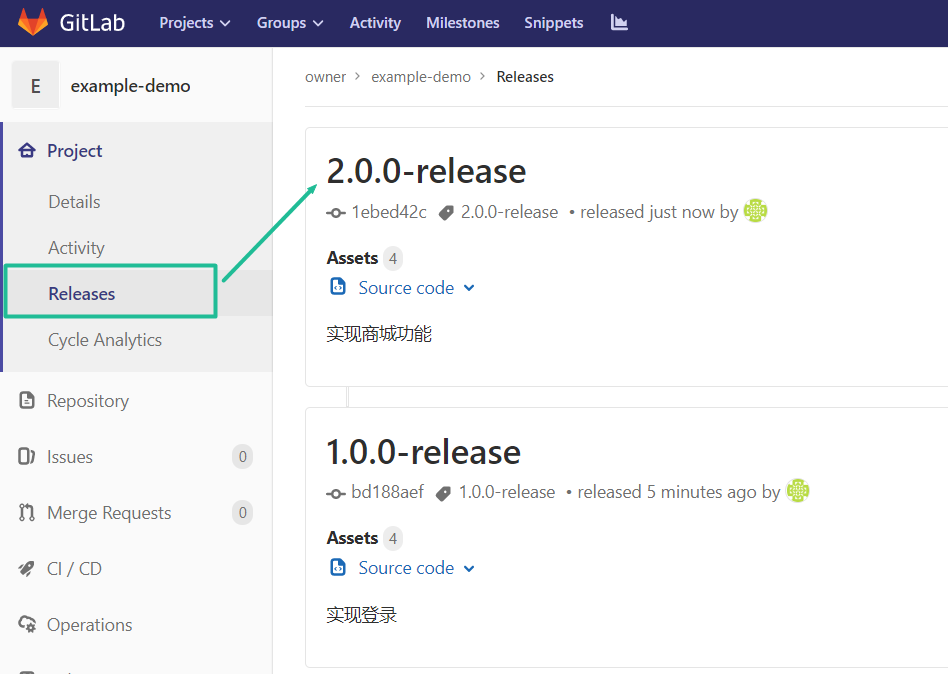 GitLab Projects Groups Activity Milestones Snippets
E example-demo
Project
Details
Activity
Releases
Cycle Analytics
Repository
Issues 0
Merge Requests 0
CI / CD
Operations
owner > example-demo > Releases
2.0.0-release
1ebed42c 2.0.0-release • released just now by
Assets 4
Source code
实现商城功能
1.0.0-release
bd188aef 1.0.0-release • released 5 minutes ago by
Assets 4
Source code
实现登录